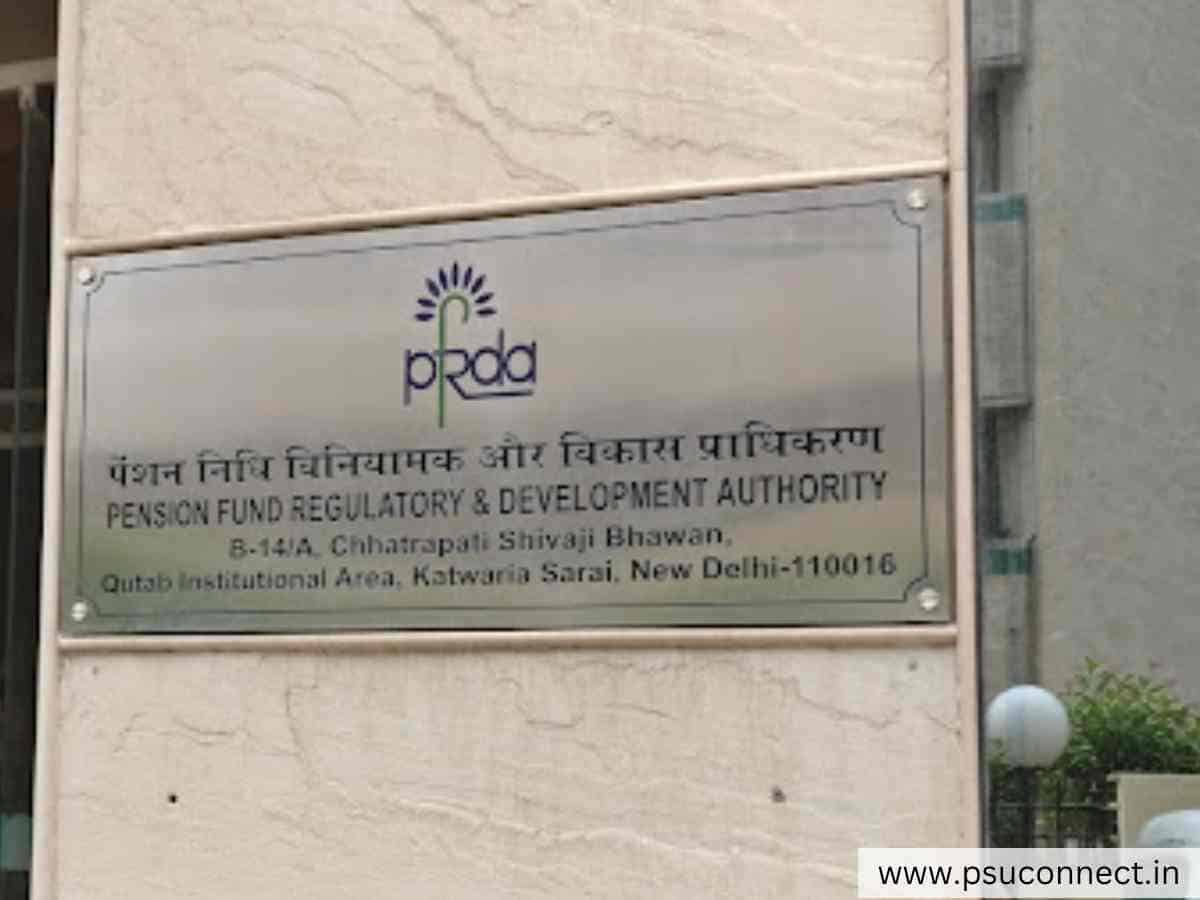 pfrda
पेंशन निधि विनियामक और विकास प्राधिकरण
PENSION FUND REGULATORY & DEVELOPMENT AUTHORITY
B-14/A, Chhatrapati Shivaji Bhawan,
Qutab Institutional Area, Katwaria Sarai, New Delhi-110016
www.psuconnect.in